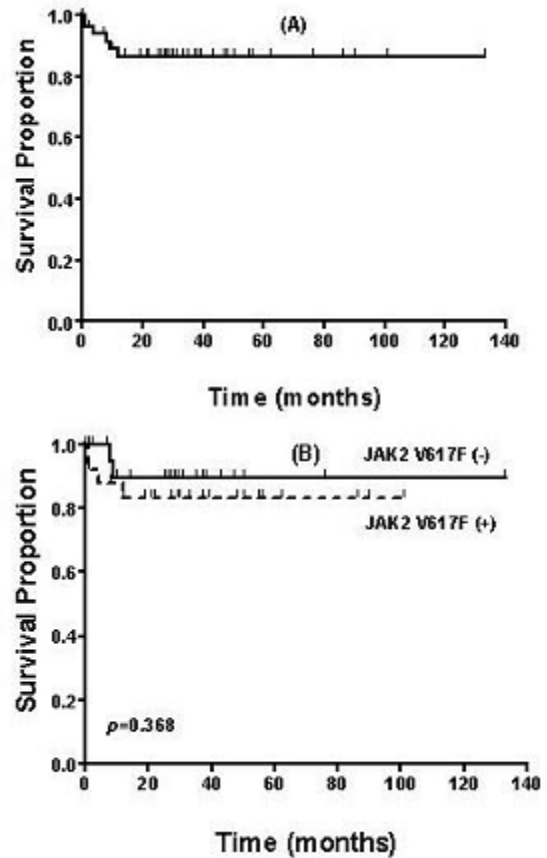 (A)
Survival Proportion
1.0
0.8
0.6
0.4
0.2
0.0
0 20 40 60 80 100 120 140
Time (months)
(B)
JAK2 V617F (-)
JAK2 V617F (+)
Survival Proportion
1.0
0.8
0.6
0.4
0.2
0.0
p=0.368
0 20 40 60 80 100 120 140
Time (months)